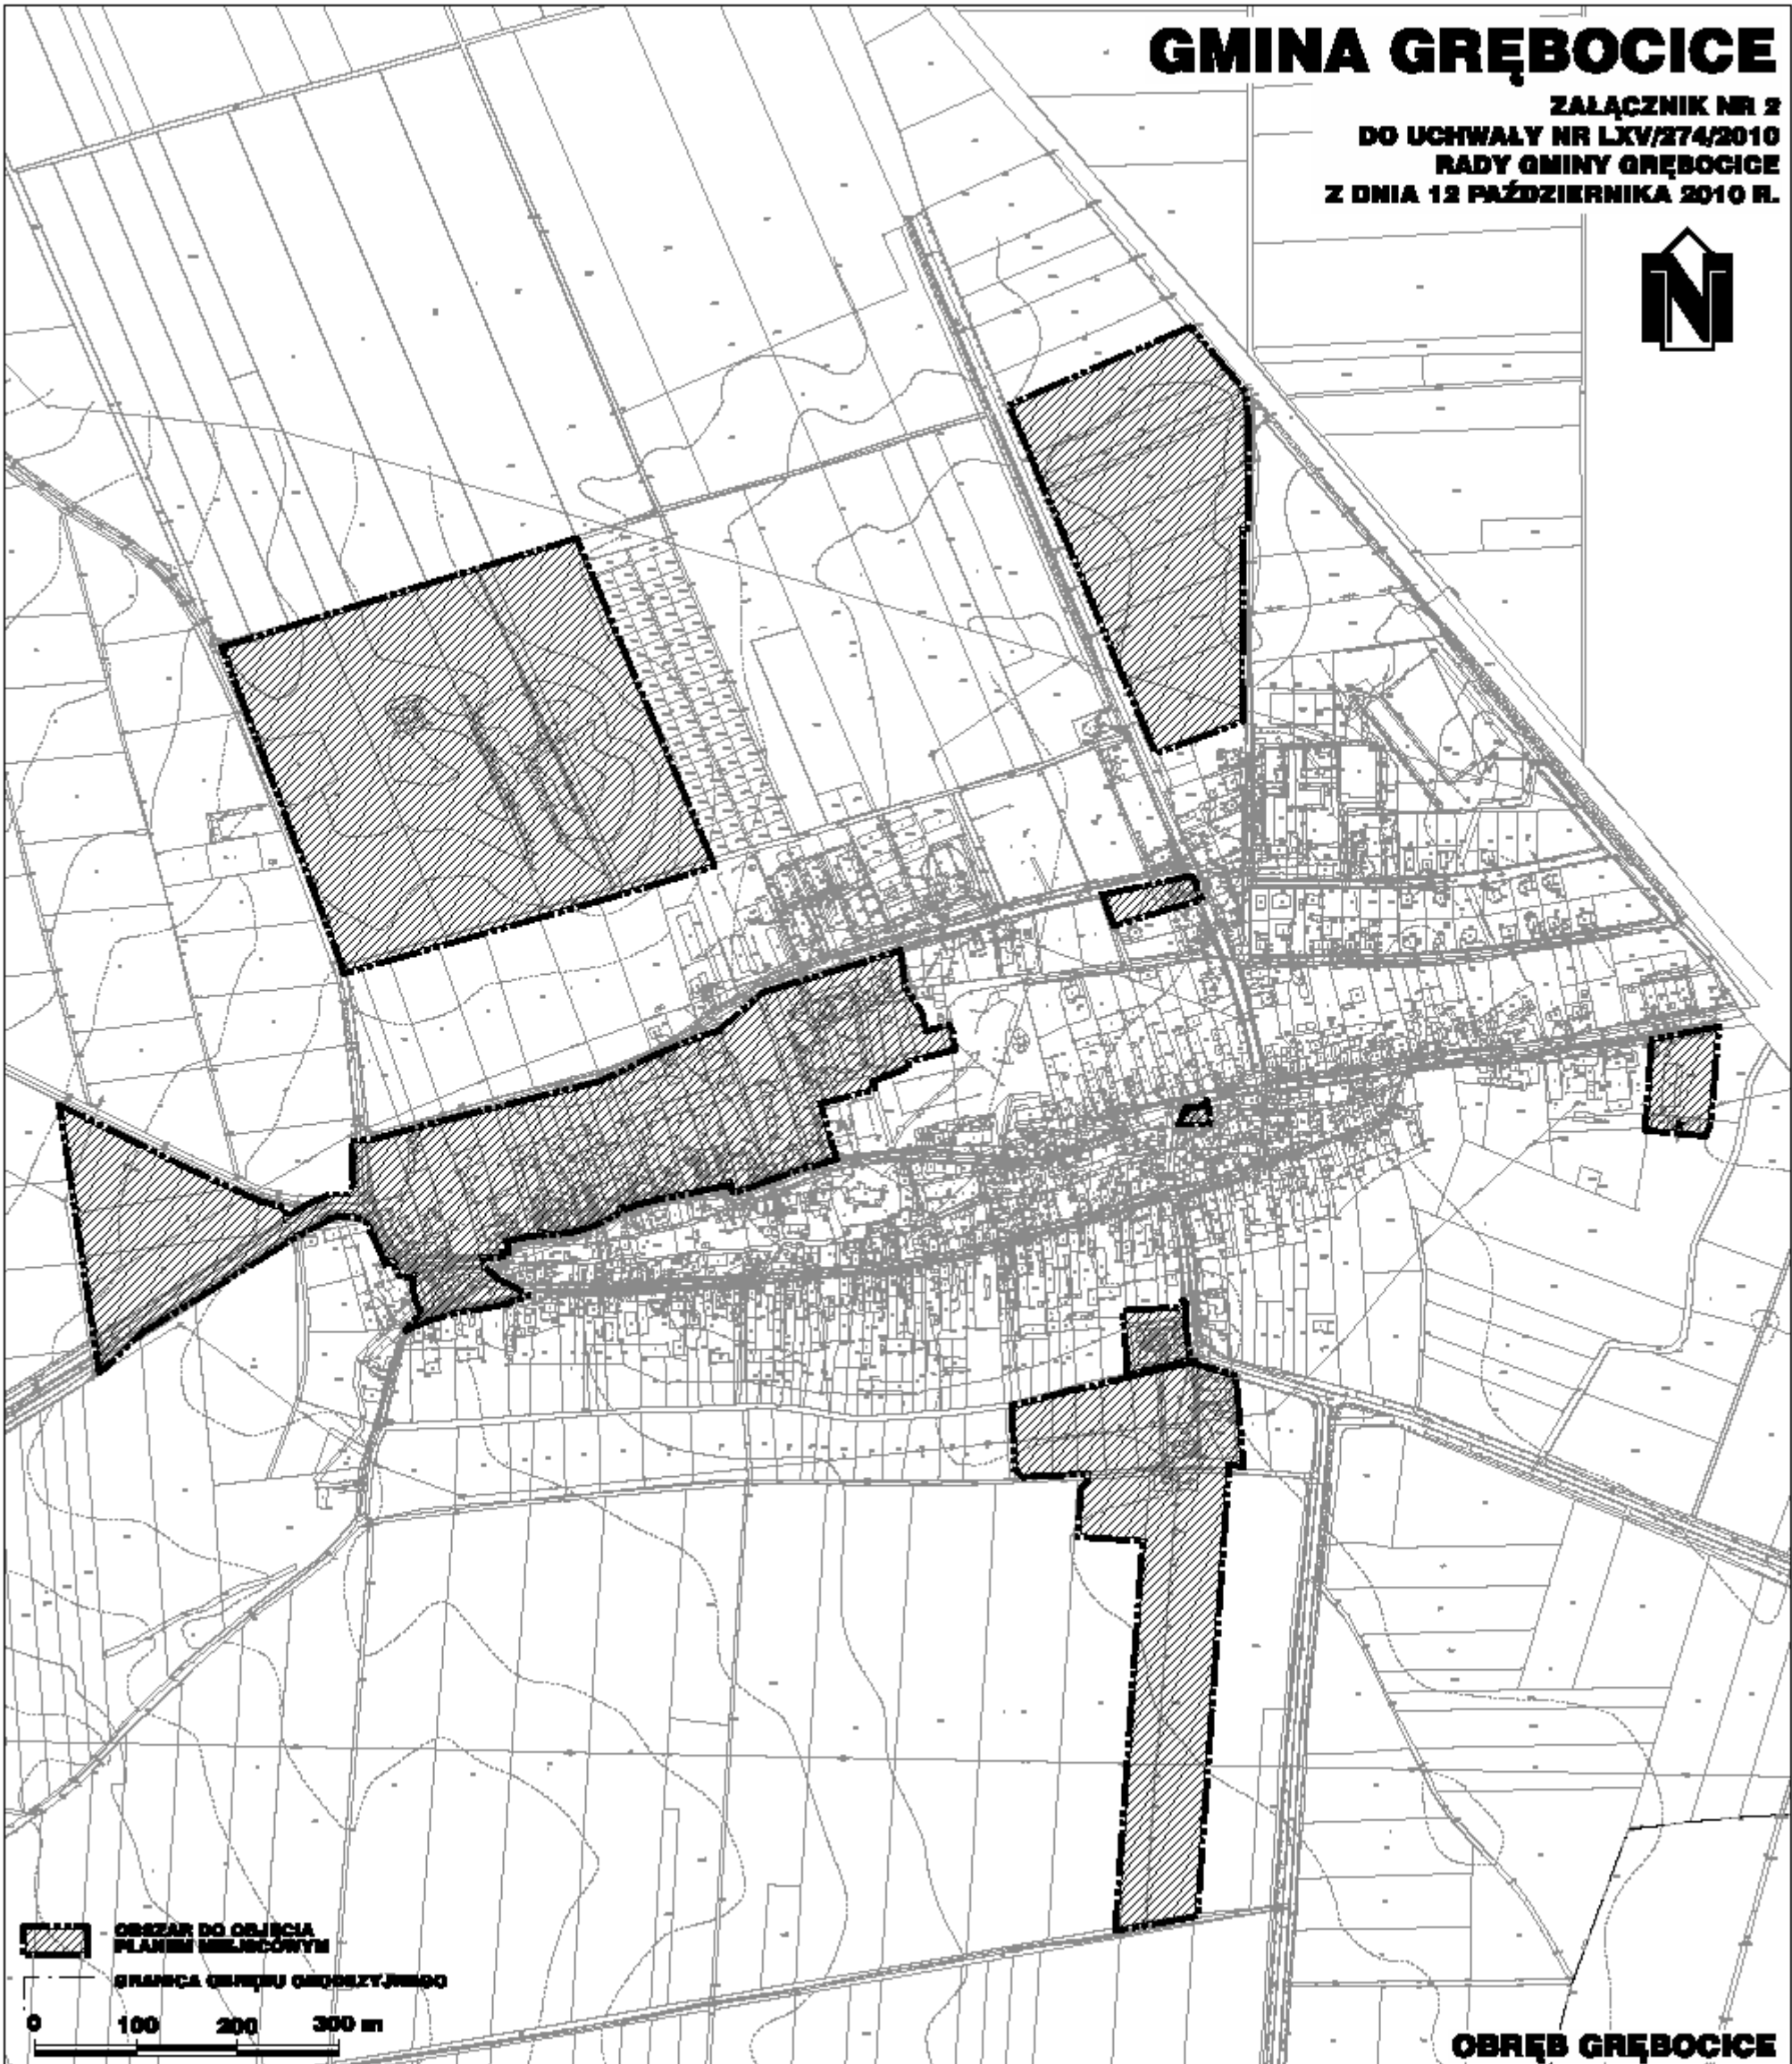 GMINA GRĘBOCICE
ZAŁĄCZNIK NR 2
DO UCHWAŁY NR LXV/274/2010
RADY GMINY GRĘBOCICE
Z DNIA 12 PAŹDZIERNIKA 2010 R.
N
OBSZAR DO OBJĘCIA
PLANEM MIEJSCOWYM
GRANICA OBRĘBU GEODEZYJNEGO
0 100 200 300 m
OBRĘB GRĘBOCICE